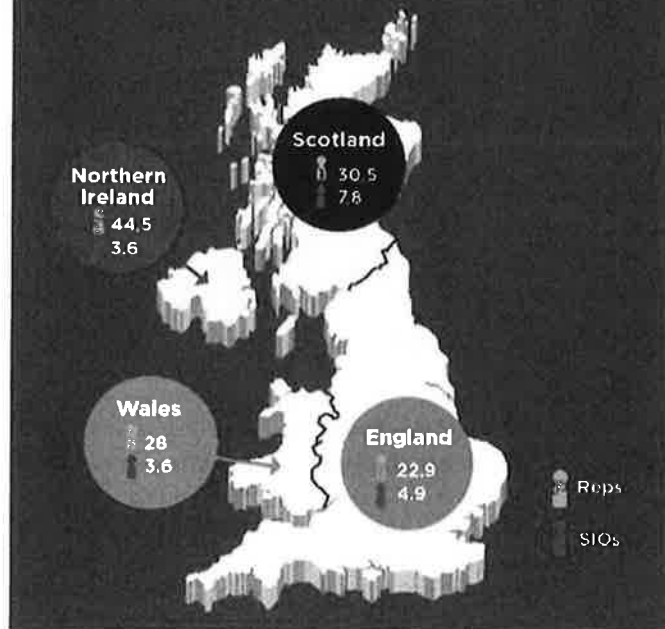 Scotland
30.5
7.8
Northern
Ireland
44.5
3.6
Wales
28
3.6
England
22.9
4.9
Reps
SIOs